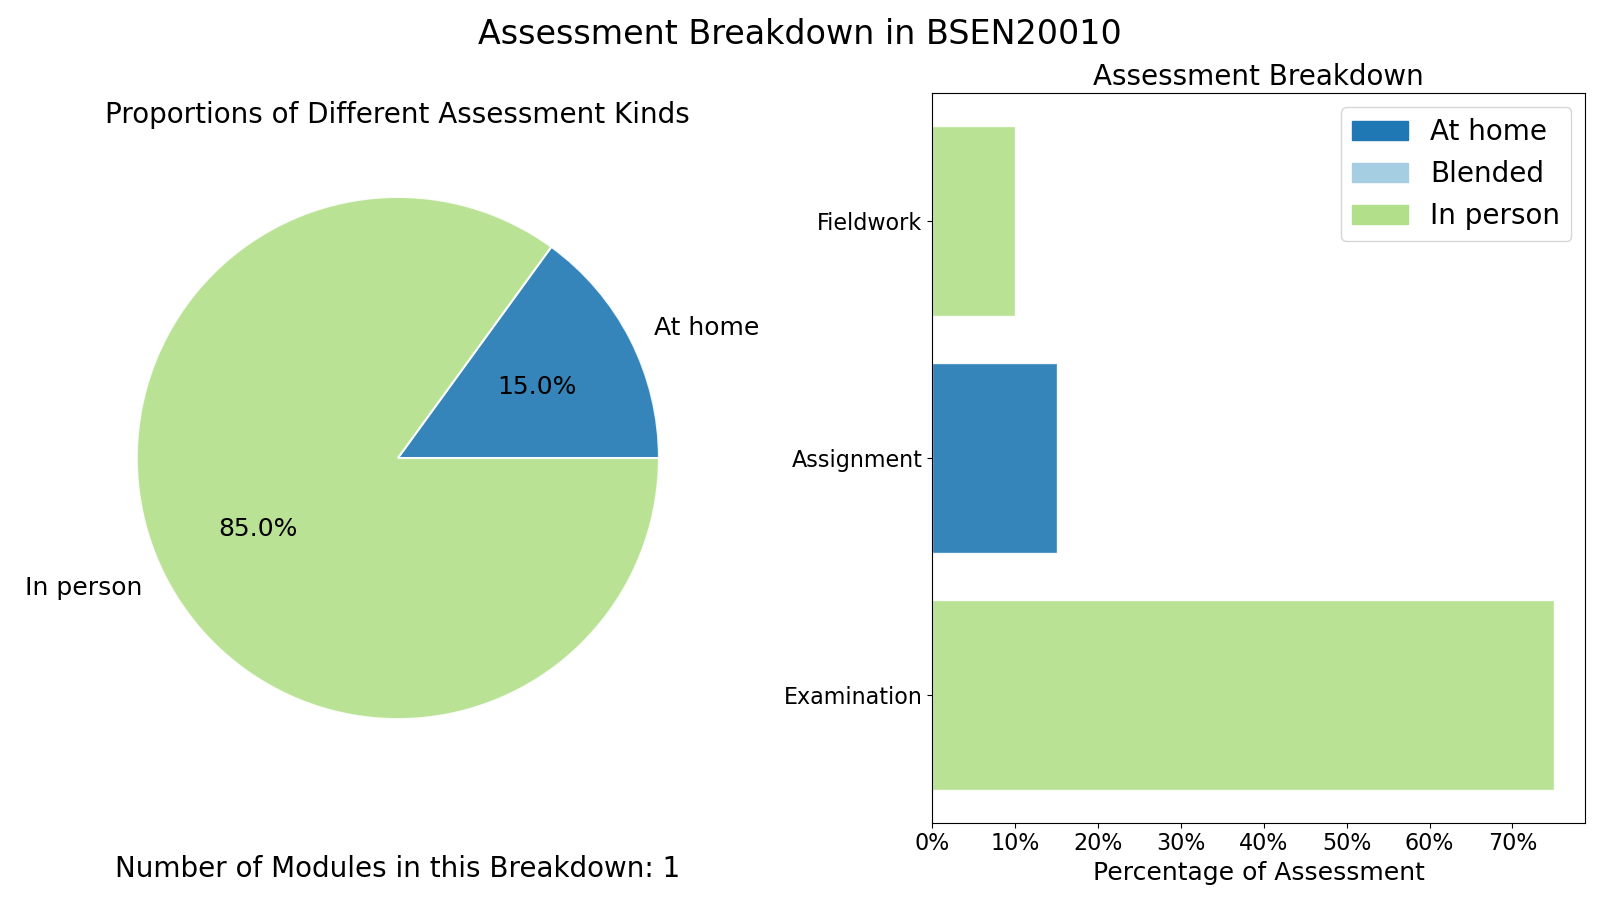 Assessment Breakdown in BSEN20010
Proportions of Different Assessment Kinds
At home
15.0%
85.0%
In person
Number of Modules in this Breakdown: 1
Assessment Breakdown
At home
Blended
In person
Fieldwork
Assignment
Examination
0% 10% 20% 30% 40% 50% 60% 70%
Percentage of Assessment